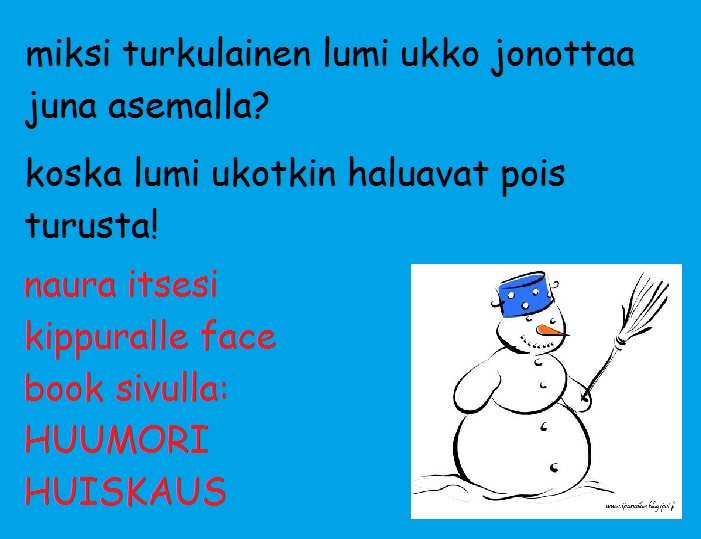 miksi turkulainen lumi ukko jonottaa
juna asemalla?
koska lumi ukotkin haluavat pois
turusta!
naura itsesi
kippuralle face
book sivulla:
HUUMORI
HUISKAUS